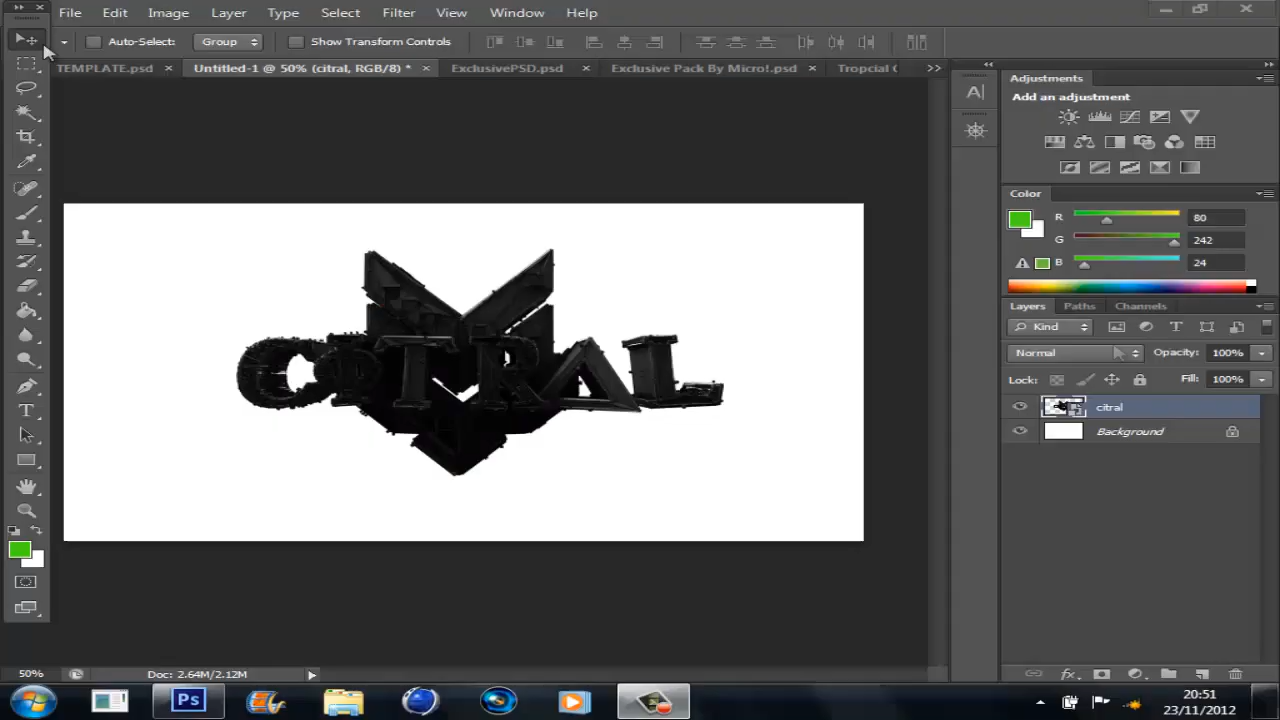 File Edit Image Layer Type Select Filter View Window Help
Auto-Select: Group Show Transform Controls
TEMPLATE.psd × Untitled-1 @ 50% (citral, RGB/8) * × ExclusivePSD.psd × Exclusive Pack By Micro!.psd × Tropcial
Adjustments
Add an adjustment
Color
R 80
G 242
B 24
Layers Paths Channels
Kind
Normal Opacity: 100%
Lock: Fill: 100%
citral
Background
CITRAL
50% Doc: 2.64M/2.12M
Ps
20:51
23/11/2012